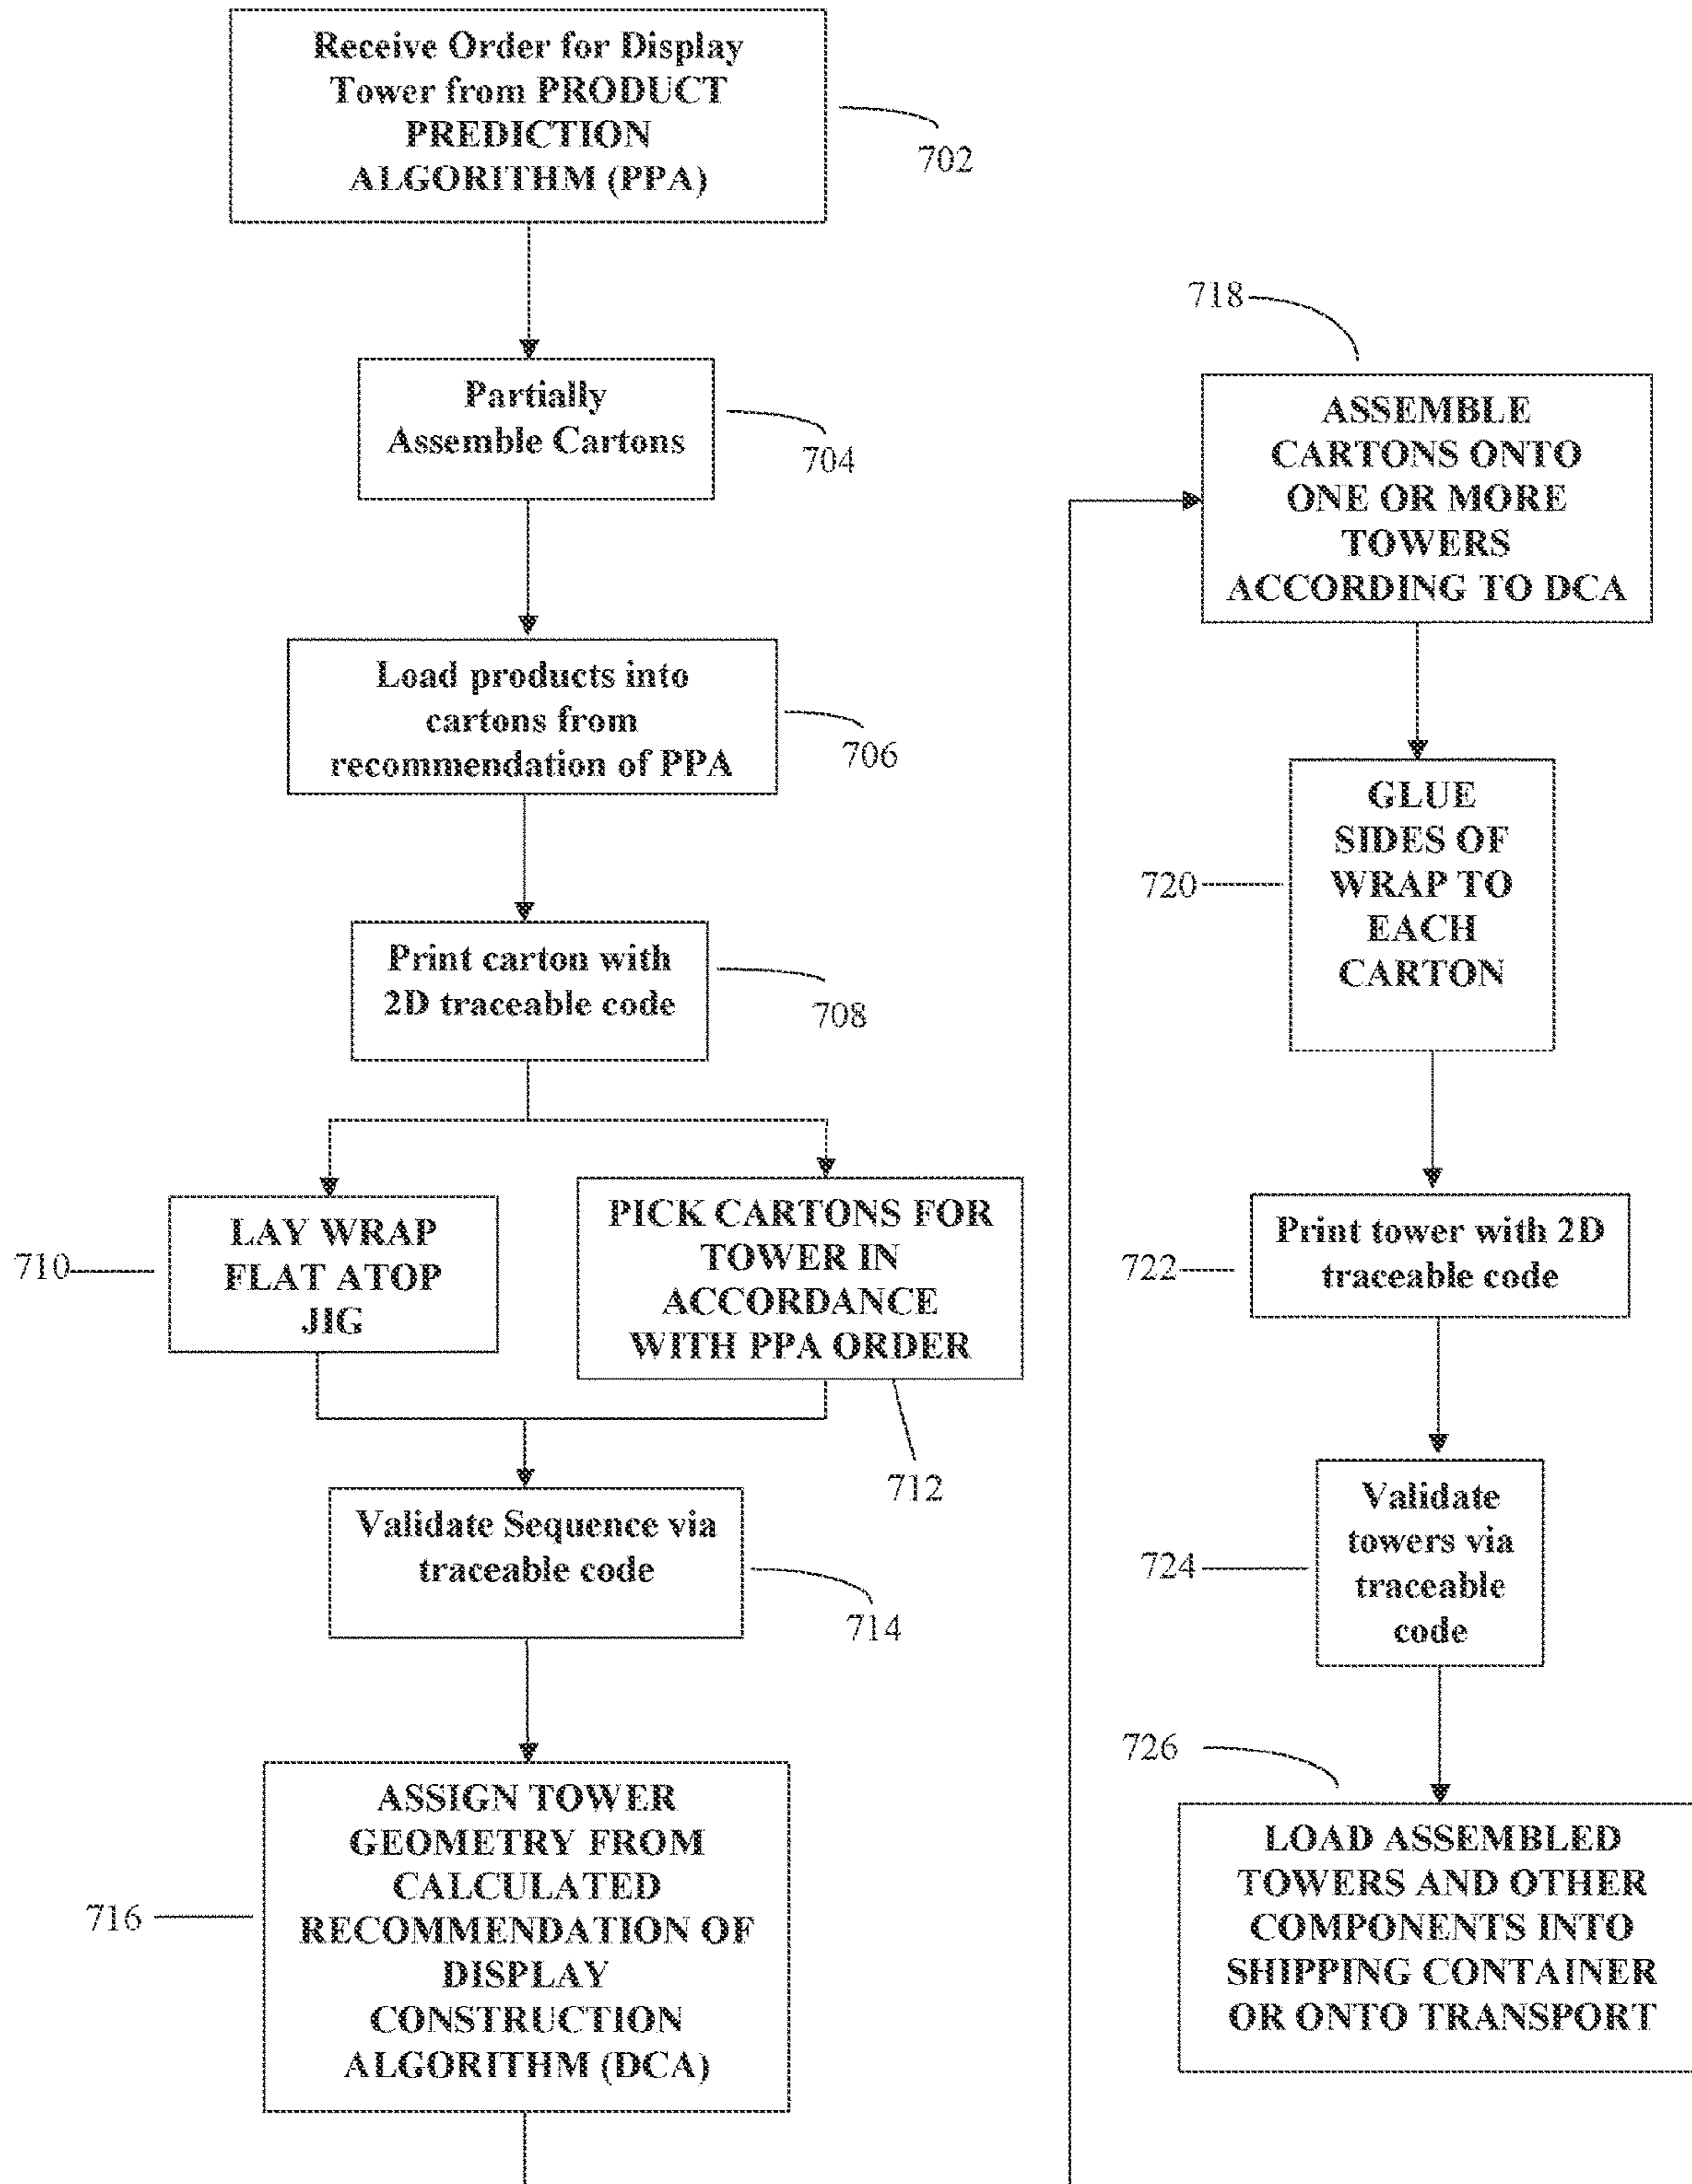 Receive Order for Display
Tower from PRODUCT
PREDICTION
ALGORITHM (PPA)
702
Partially
Assemble Cartons
704
Load products into
cartons from
recommendation of PPA
706
Print carton with
2D traceable code
708
LAY WRAP
FLAT ATOP
JIG
710
PICK CARTONS FOR
TOWER IN
ACCORDANCE
WITH PPA ORDER
712
Validate Sequence via
traceable code
714
ASSIGN TOWER
GEOMETRY FROM
CALCULATED
RECOMMENDATION OF
DISPLAY
CONSTRUCTION
ALGORITHM (DCA)
716
718
ASSEMBLE
CARTONS ONTO
ONE OR MORE
TOWERS
ACCORDING TO DCA
GLUE
SIDES OF
WRAP TO
EACH
CARTON
720
Print tower with 2D
traceable code
722
Validate
towers via
traceable
code
724
726
LOAD ASSEMBLED
TOWERS AND OTHER
COMPONENTS INTO
SHIPPING CONTAINER
OR ONTO TRANSPORT